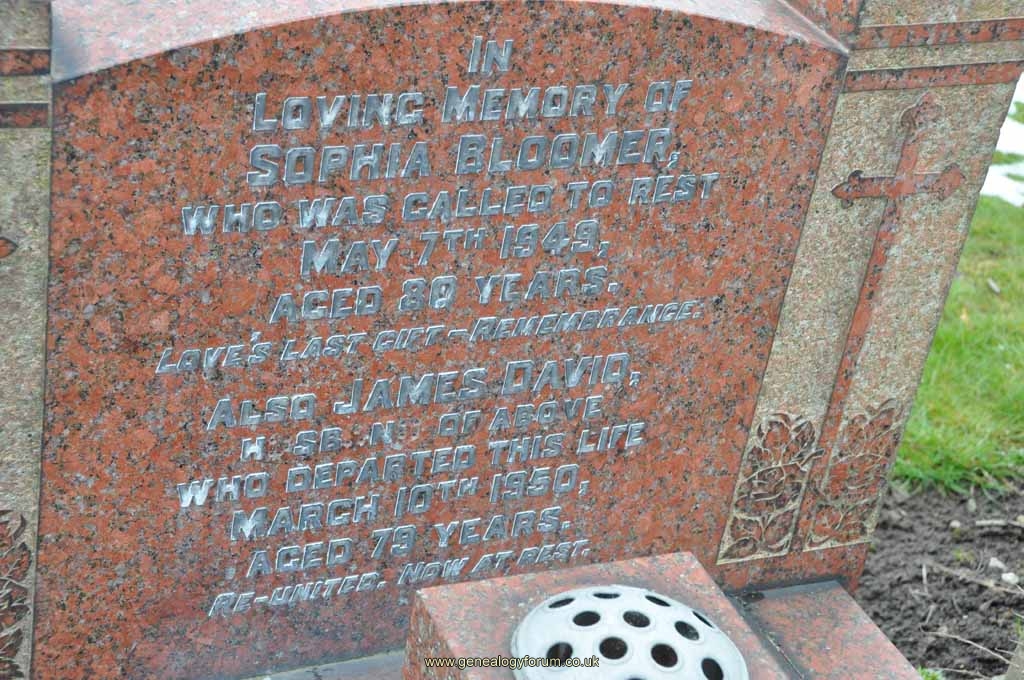 IN
LOVING MEMORY OF
SOPHIA BLOOMER,
WHO WAS CALLED TO REST
MAY 7TH 1949,
AGED 80 YEARS.
LOVE'S LAST GIFT – REMEMBRANCE.
ALSO JAMES DAVID,
H SB N OF ABOVE
WHO DEPARTED THIS LIFE
MARCH 10TH 1950,
AGED 79 YEARS.
RE-UNITED. NOW AT REST.
www.genealogyforum.co.uk